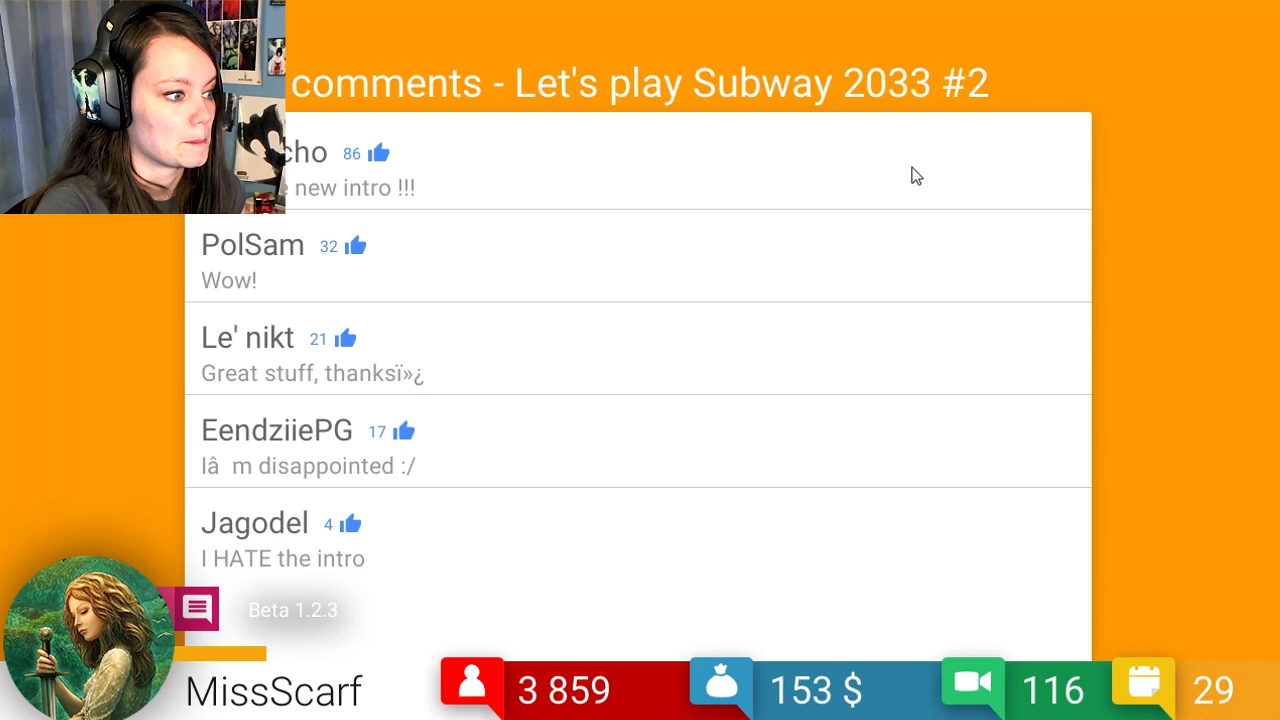 comments - Let's play Subway 2033 #2
cho 86
new intro !!!
PolSam 32
Wow!
Le' nikt 21
Great stuff, thanksï»¿
EendziiePG 17
Iâ m disappointed :/
Jagodel 4
I HATE the intro
Beta 1.2.3
MissScarf 3 859 153 $ 116 29